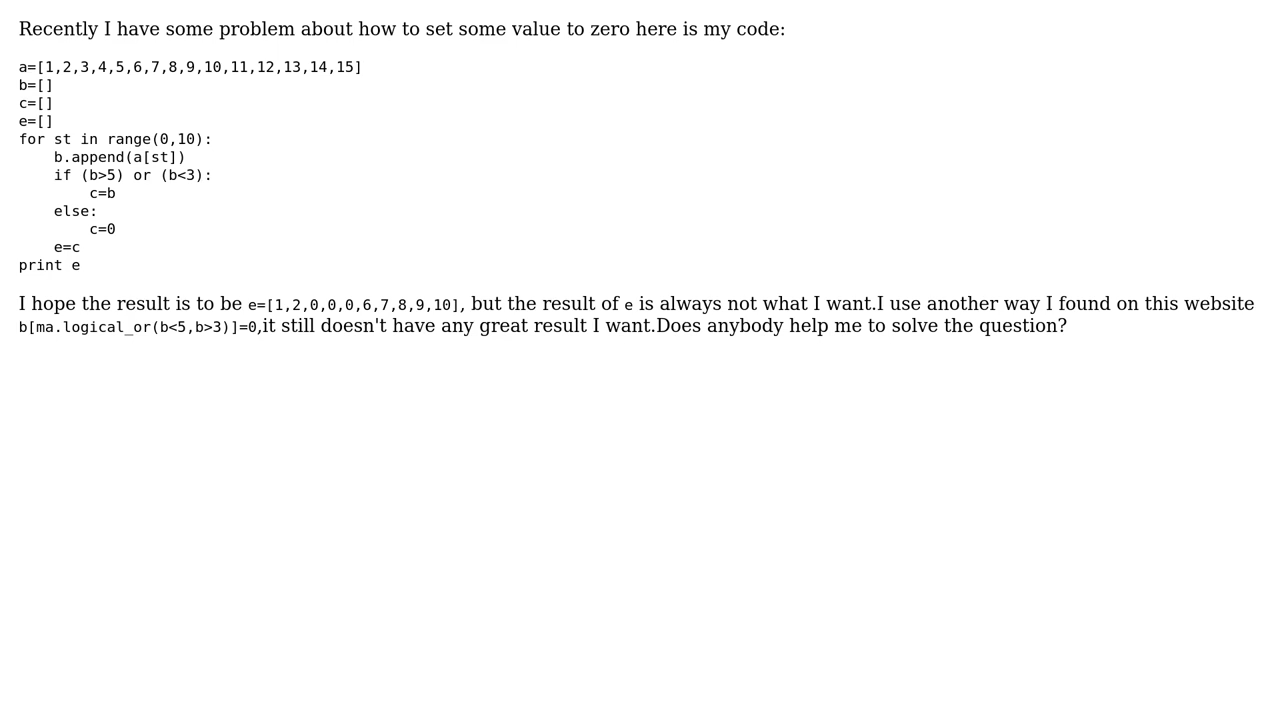 Recently I have some problem about how to set some value to zero here is my code:
a=[1,2,3,4,5,6,7,8,9,10,11,12,13,14,15]
b=[]
c=[]
e=[]
for st in range(0,10):
    b.append(a[st])
    if (b>5) or (b<3):
        c=b
    else:
        c=0
    e=c
print e
I hope the result is to be e=[1,2,0,0,0,6,7,8,9,10], but the result of e is always not what I want.I use another way I found on this website
b[ma.logical_or(b<5,b>3)]=0,it still doesn't have any great result I want.Does anybody help me to solve the question?